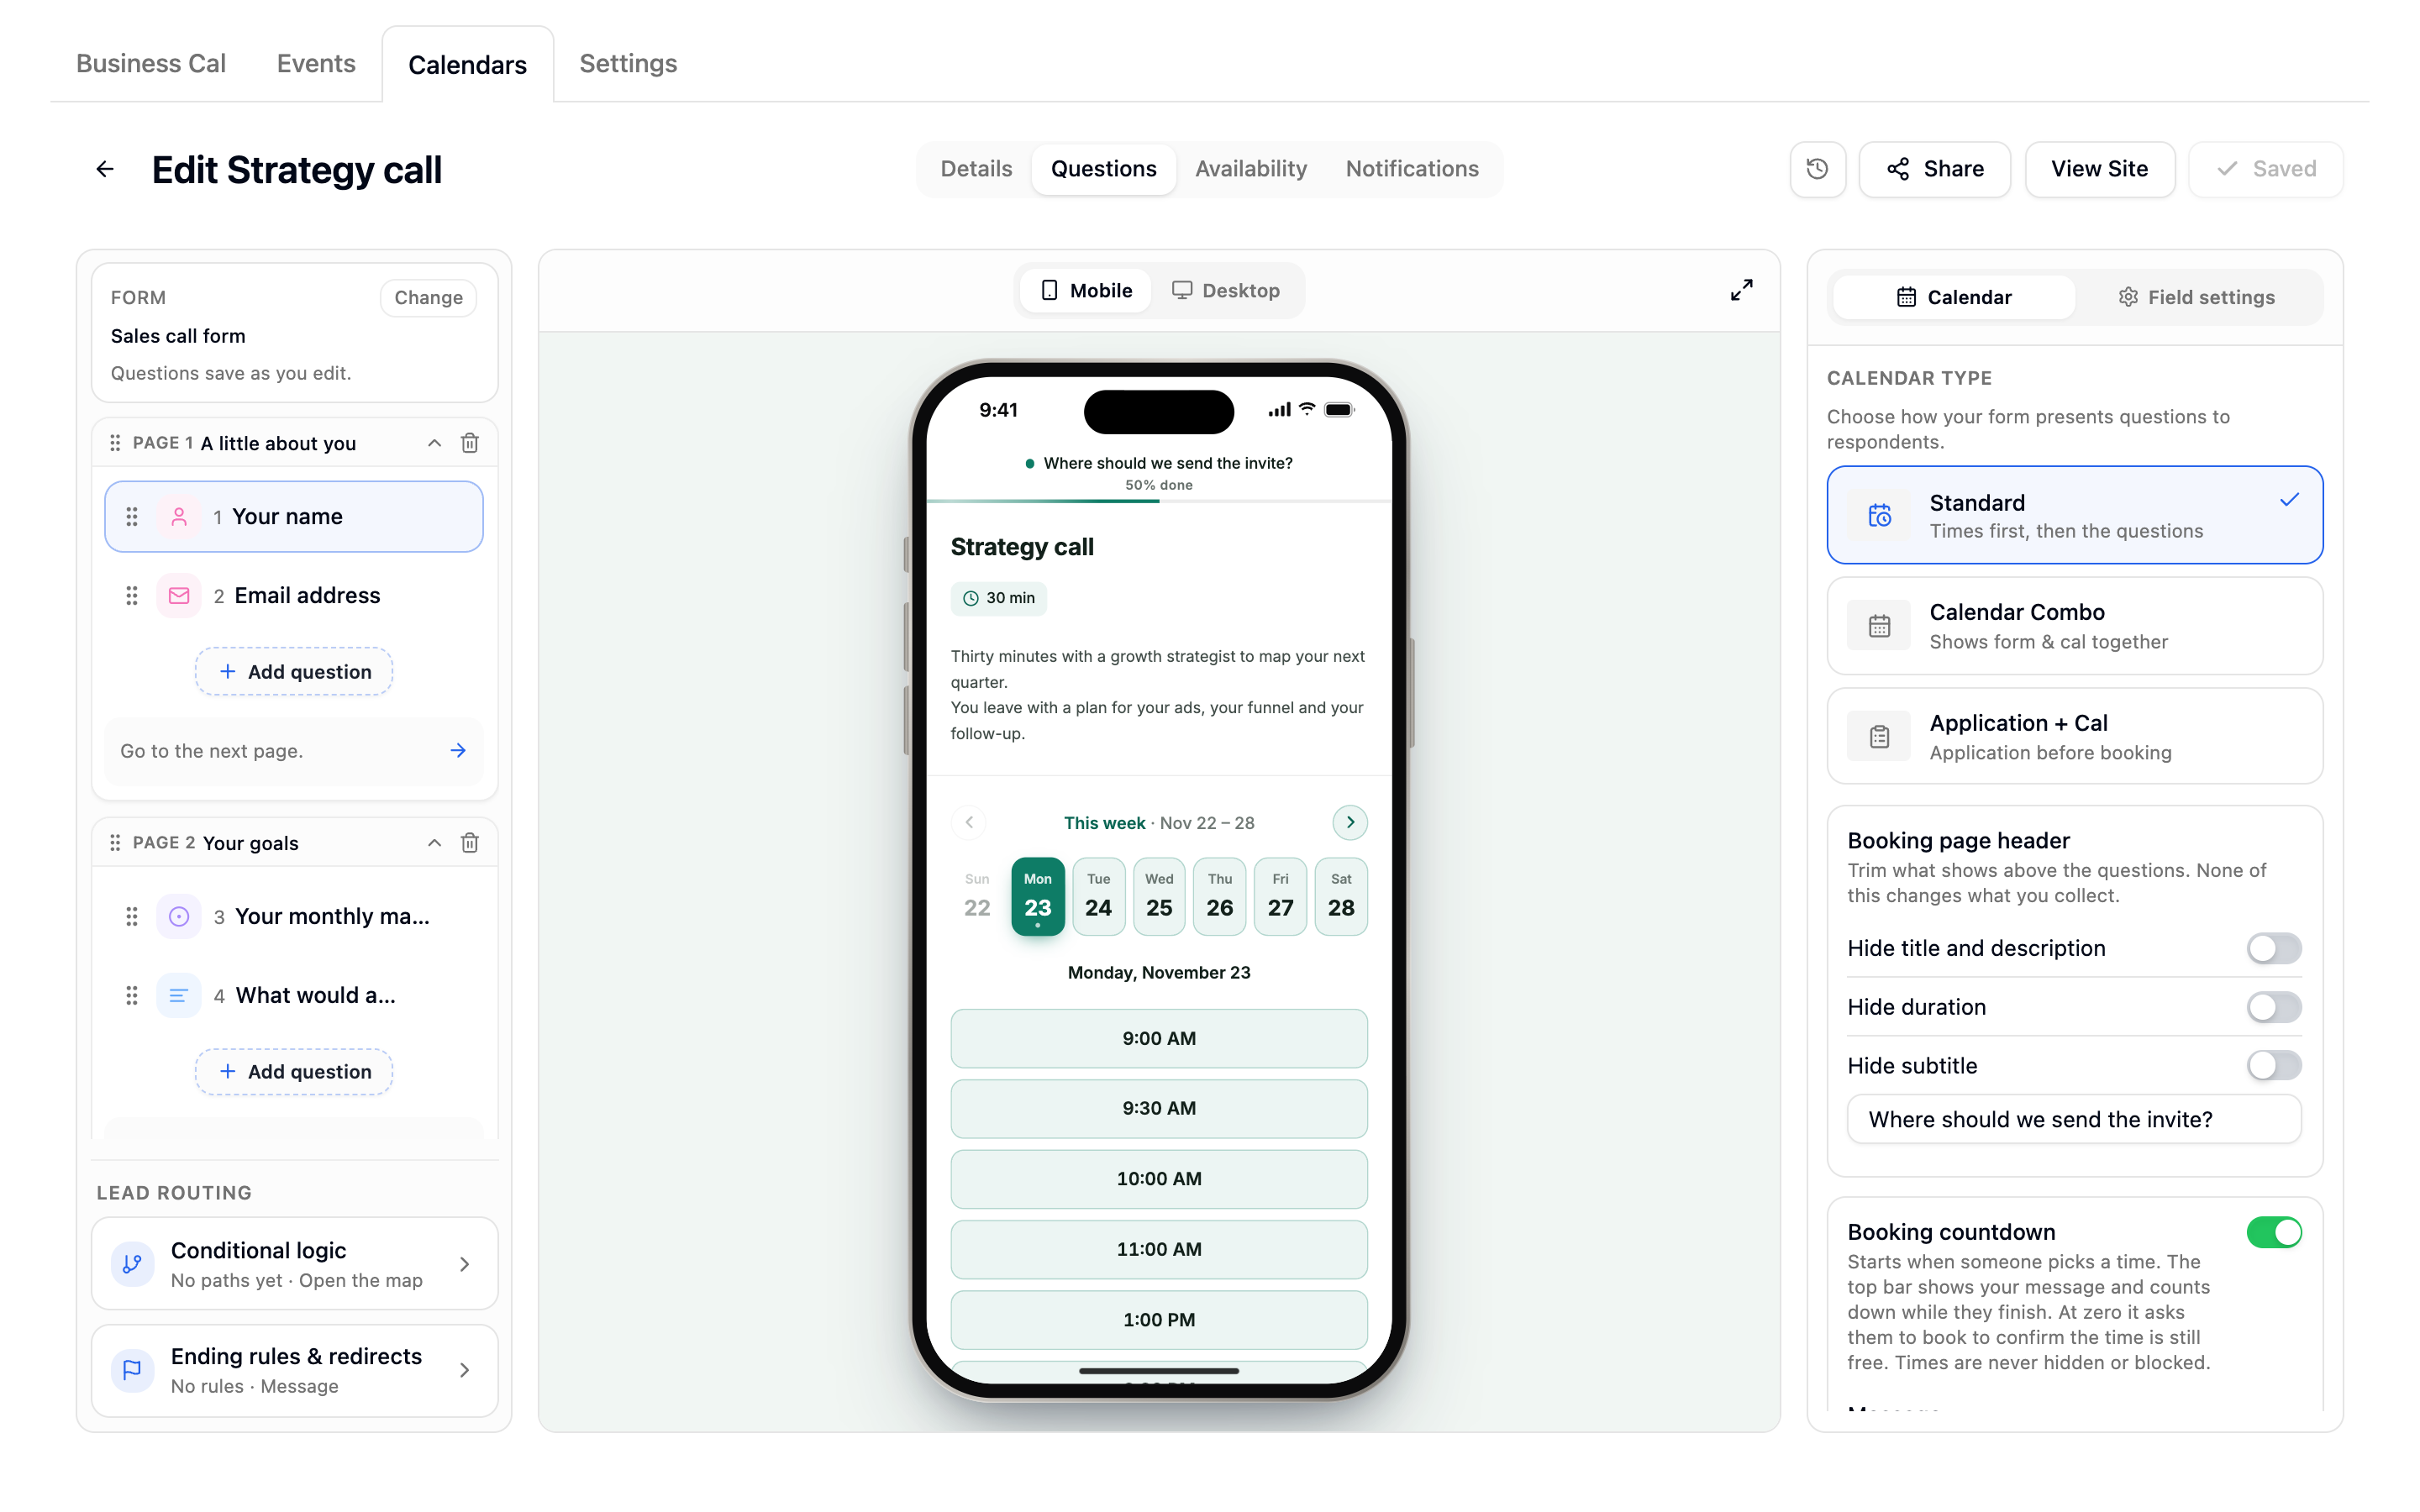 Business Cal
Events
Calendars
Settings
Edit Strategy call
Details
Questions
Availability
Notifications
Share
View Site
Saved
FORM
Change
Sales call form
Questions save as you edit.
PAGE 1 A little about you
1 Your name
2 Email address
Add question
Go to the next page.
PAGE 2 Your goals
3 Your monthly ma...
4 What would a...
Add question
LEAD ROUTING
Conditional logic
No paths yet · Open the map
Ending rules & redirects
No rules · Message
Mobile
Desktop
9:41
Where should we send the invite?
50% done
Strategy call
30 min
Thirty minutes with a growth strategist to map your next
quarter.
You leave with a plan for your ads, your funnel and your
follow-up.
This week · Nov 22 – 28
Sun Mon Tue Wed Thu Fri Sat
22 23 24 25 26 27 28
Monday, November 23
9:00 AM
9:30 AM
10:00 AM
11:00 AM
1:00 PM
Calendar
Field settings
CALENDAR TYPE
Choose how your form presents questions to
respondents.
Standard
Times first, then the questions
Calendar Combo
Shows form & cal together
Application + Cal
Application before booking
Booking page header
Trim what shows above the questions. None of
this changes what you collect.
Hide title and description
Hide duration
Hide subtitle
Where should we send the invite?
Booking countdown
Starts when someone picks a time. The
top bar shows your message and counts
down while they finish. At zero it asks
them to book to confirm the time is still
free. Times are never hidden or blocked.